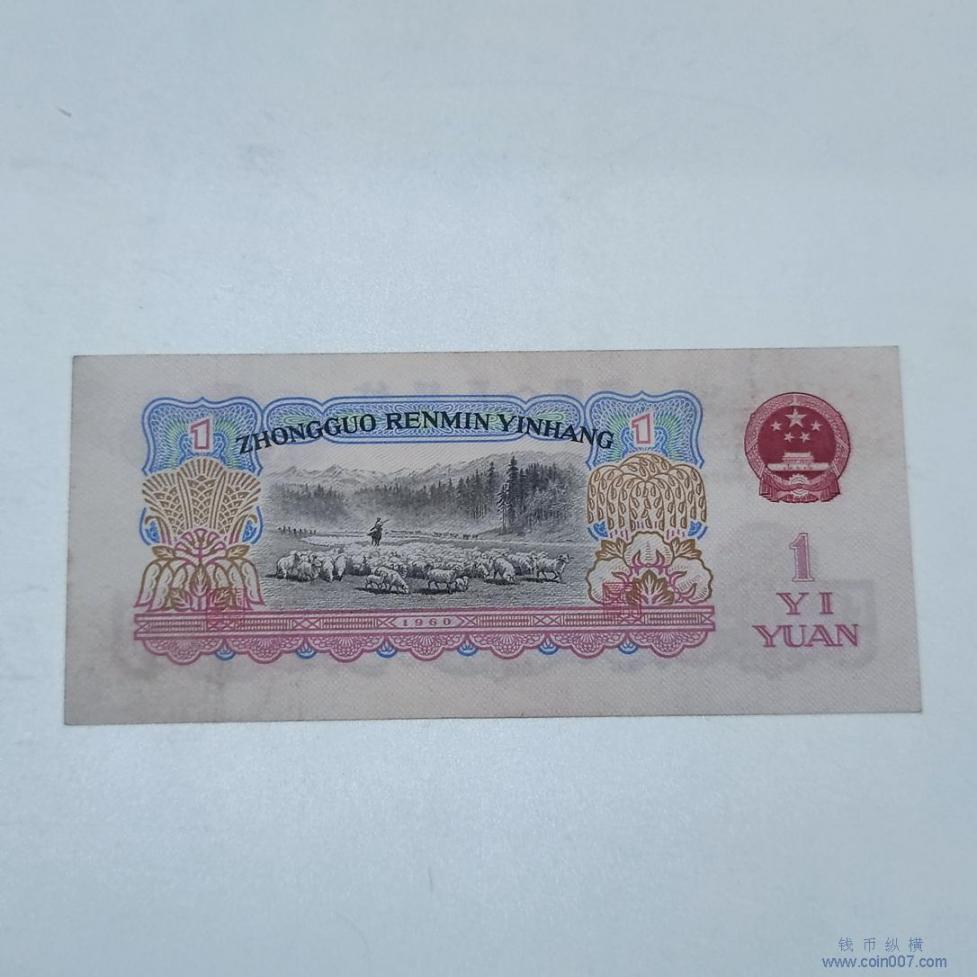 1
ZHONGGUO RENMIN YINHANG
1
1960
1
YI
YUAN
钱币纵横
www.coin007.com